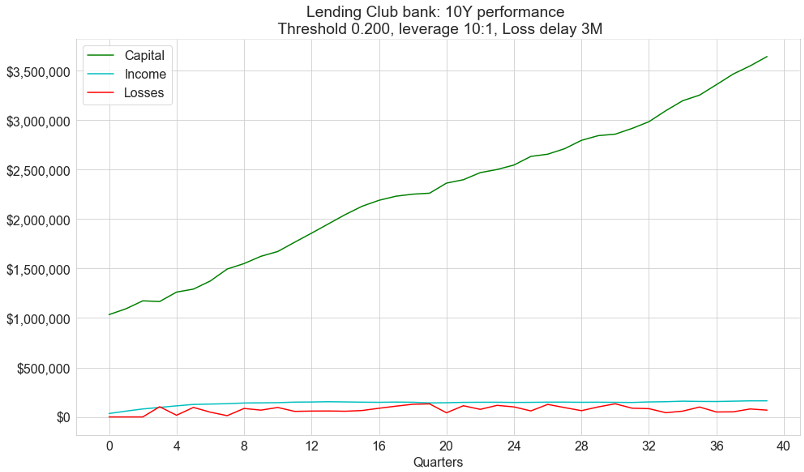 Lending Club bank: 10Y performance
Threshold 0.200, leverage 10:1, Loss delay 3M
Capital
Income
Losses
$3,500,000
$3,000,000
$2,500,000
$2,000,000
$1,500,000
$1,000,000
$500,000
$0
0 4 8 12 16 20 24 28 32 36 40
Quarters